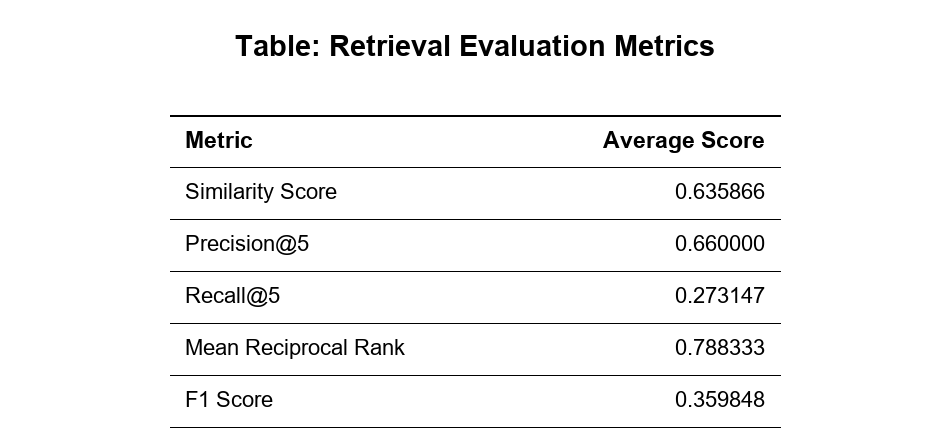 Table: Retrieval Evaluation Metrics
Metric Average Score
Similarity Score 0.635866
Precision@5 0.660000
Recall@5 0.273147
Mean Reciprocal Rank 0.788333
F1 Score 0.359848